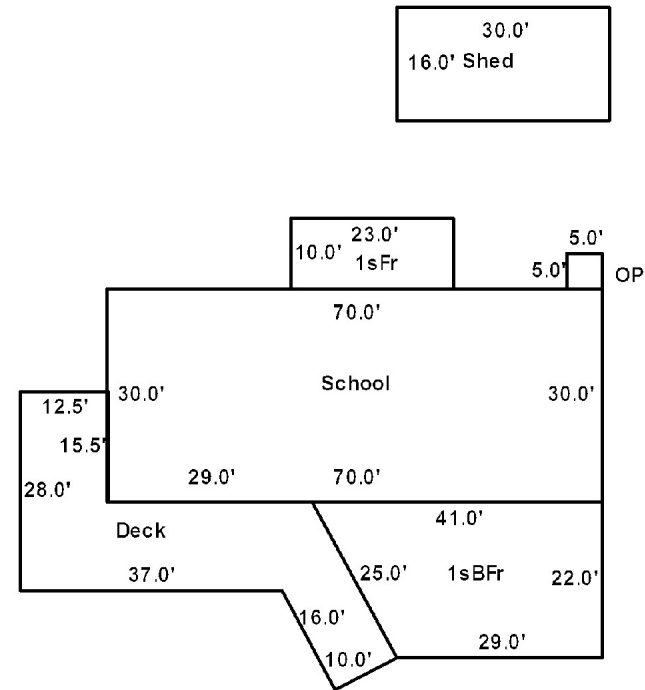 30.0'
16.0' Shed
5.0'
23.0'
10.0' 1sFr
5.0' OP
70.0'
School
30.0' 30.0'
12.5'
15.5'
29.0' 70.0'
28.0'
41.0'
Deck
37.0' 25.0' 1sBFr 22.0'
16.0'
29.0'
10.0'